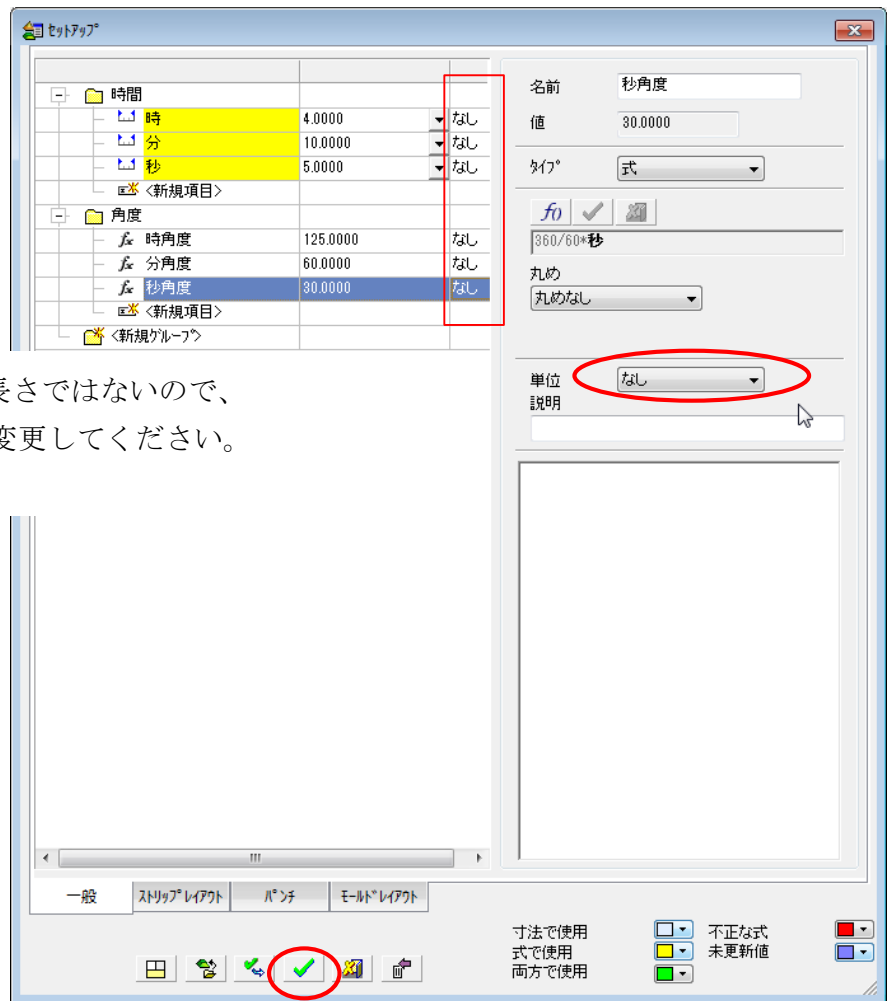 セットアップ
時間
時 4.0000 なし
分 10.0000 なし
秒 5.0000 なし
<新規項目>
角度
時角度 125.0000 なし
分角度 60.0000 なし
秒角度 30.0000 なし
<新規項目>
<新規グループ>
長さではないので、
変更してください。
名前 秒角度
値 30.0000
タイプ 式
f()
360/60*秒
丸め
丸めなし
単位 なし
説明
一般 ストリップレイアウト パンチ モールドレイアウト
寸法で使用 不正な式
式で使用 未更新値
両方で使用